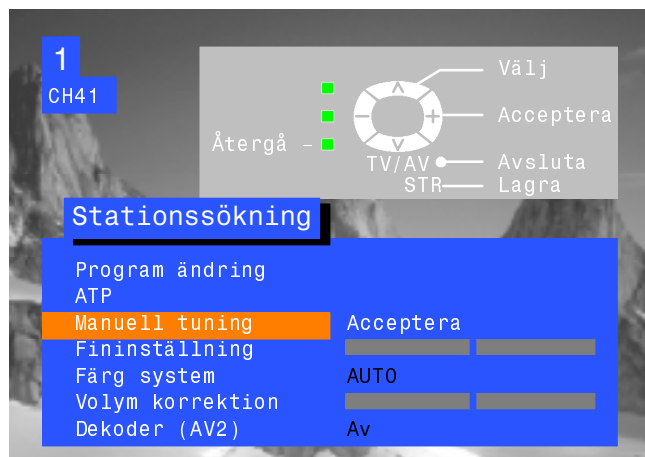 1
CH41
Välj
Acceptera
Återgå –
TV/AV Avsluta
STR Lagra
Stationssökning
Program ändring
ATP
Manuell tuning Acceptera
Fininställning
Färg system AUTO
Volym korrektion
Dekoder (AV2) Av